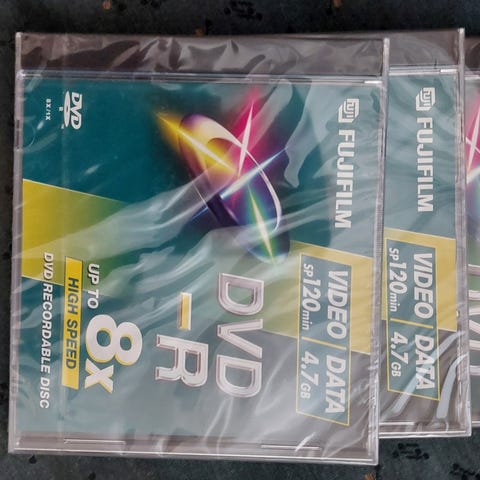 FUJIFILM
VIDEO DATA
SP 120min 4.7GB
DVD
-R
UP TO 8x
HIGH SPEED
DVD RECORDABLE DISC
DVD
R
8X/1X
FUJIFILM
VIDEO DATA
SP 120min 4.7GB